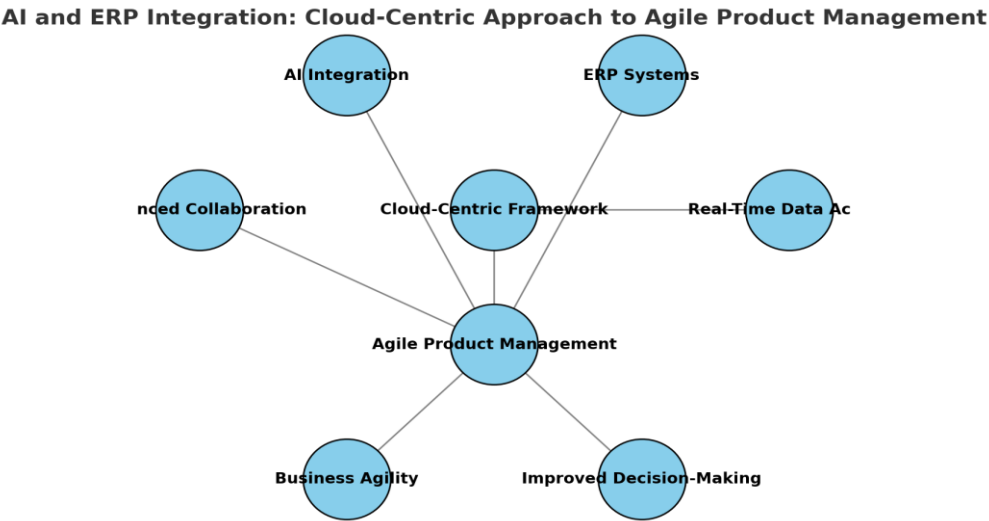 AI and ERP Integration: Cloud-Centric Approach to Agile Product Management
AI Integration
ERP Systems
nced Collaboration
Cloud-Centric Framework
Real-Time Data Ac
Agile Product Management
Business Agility
Improved Decision-Making